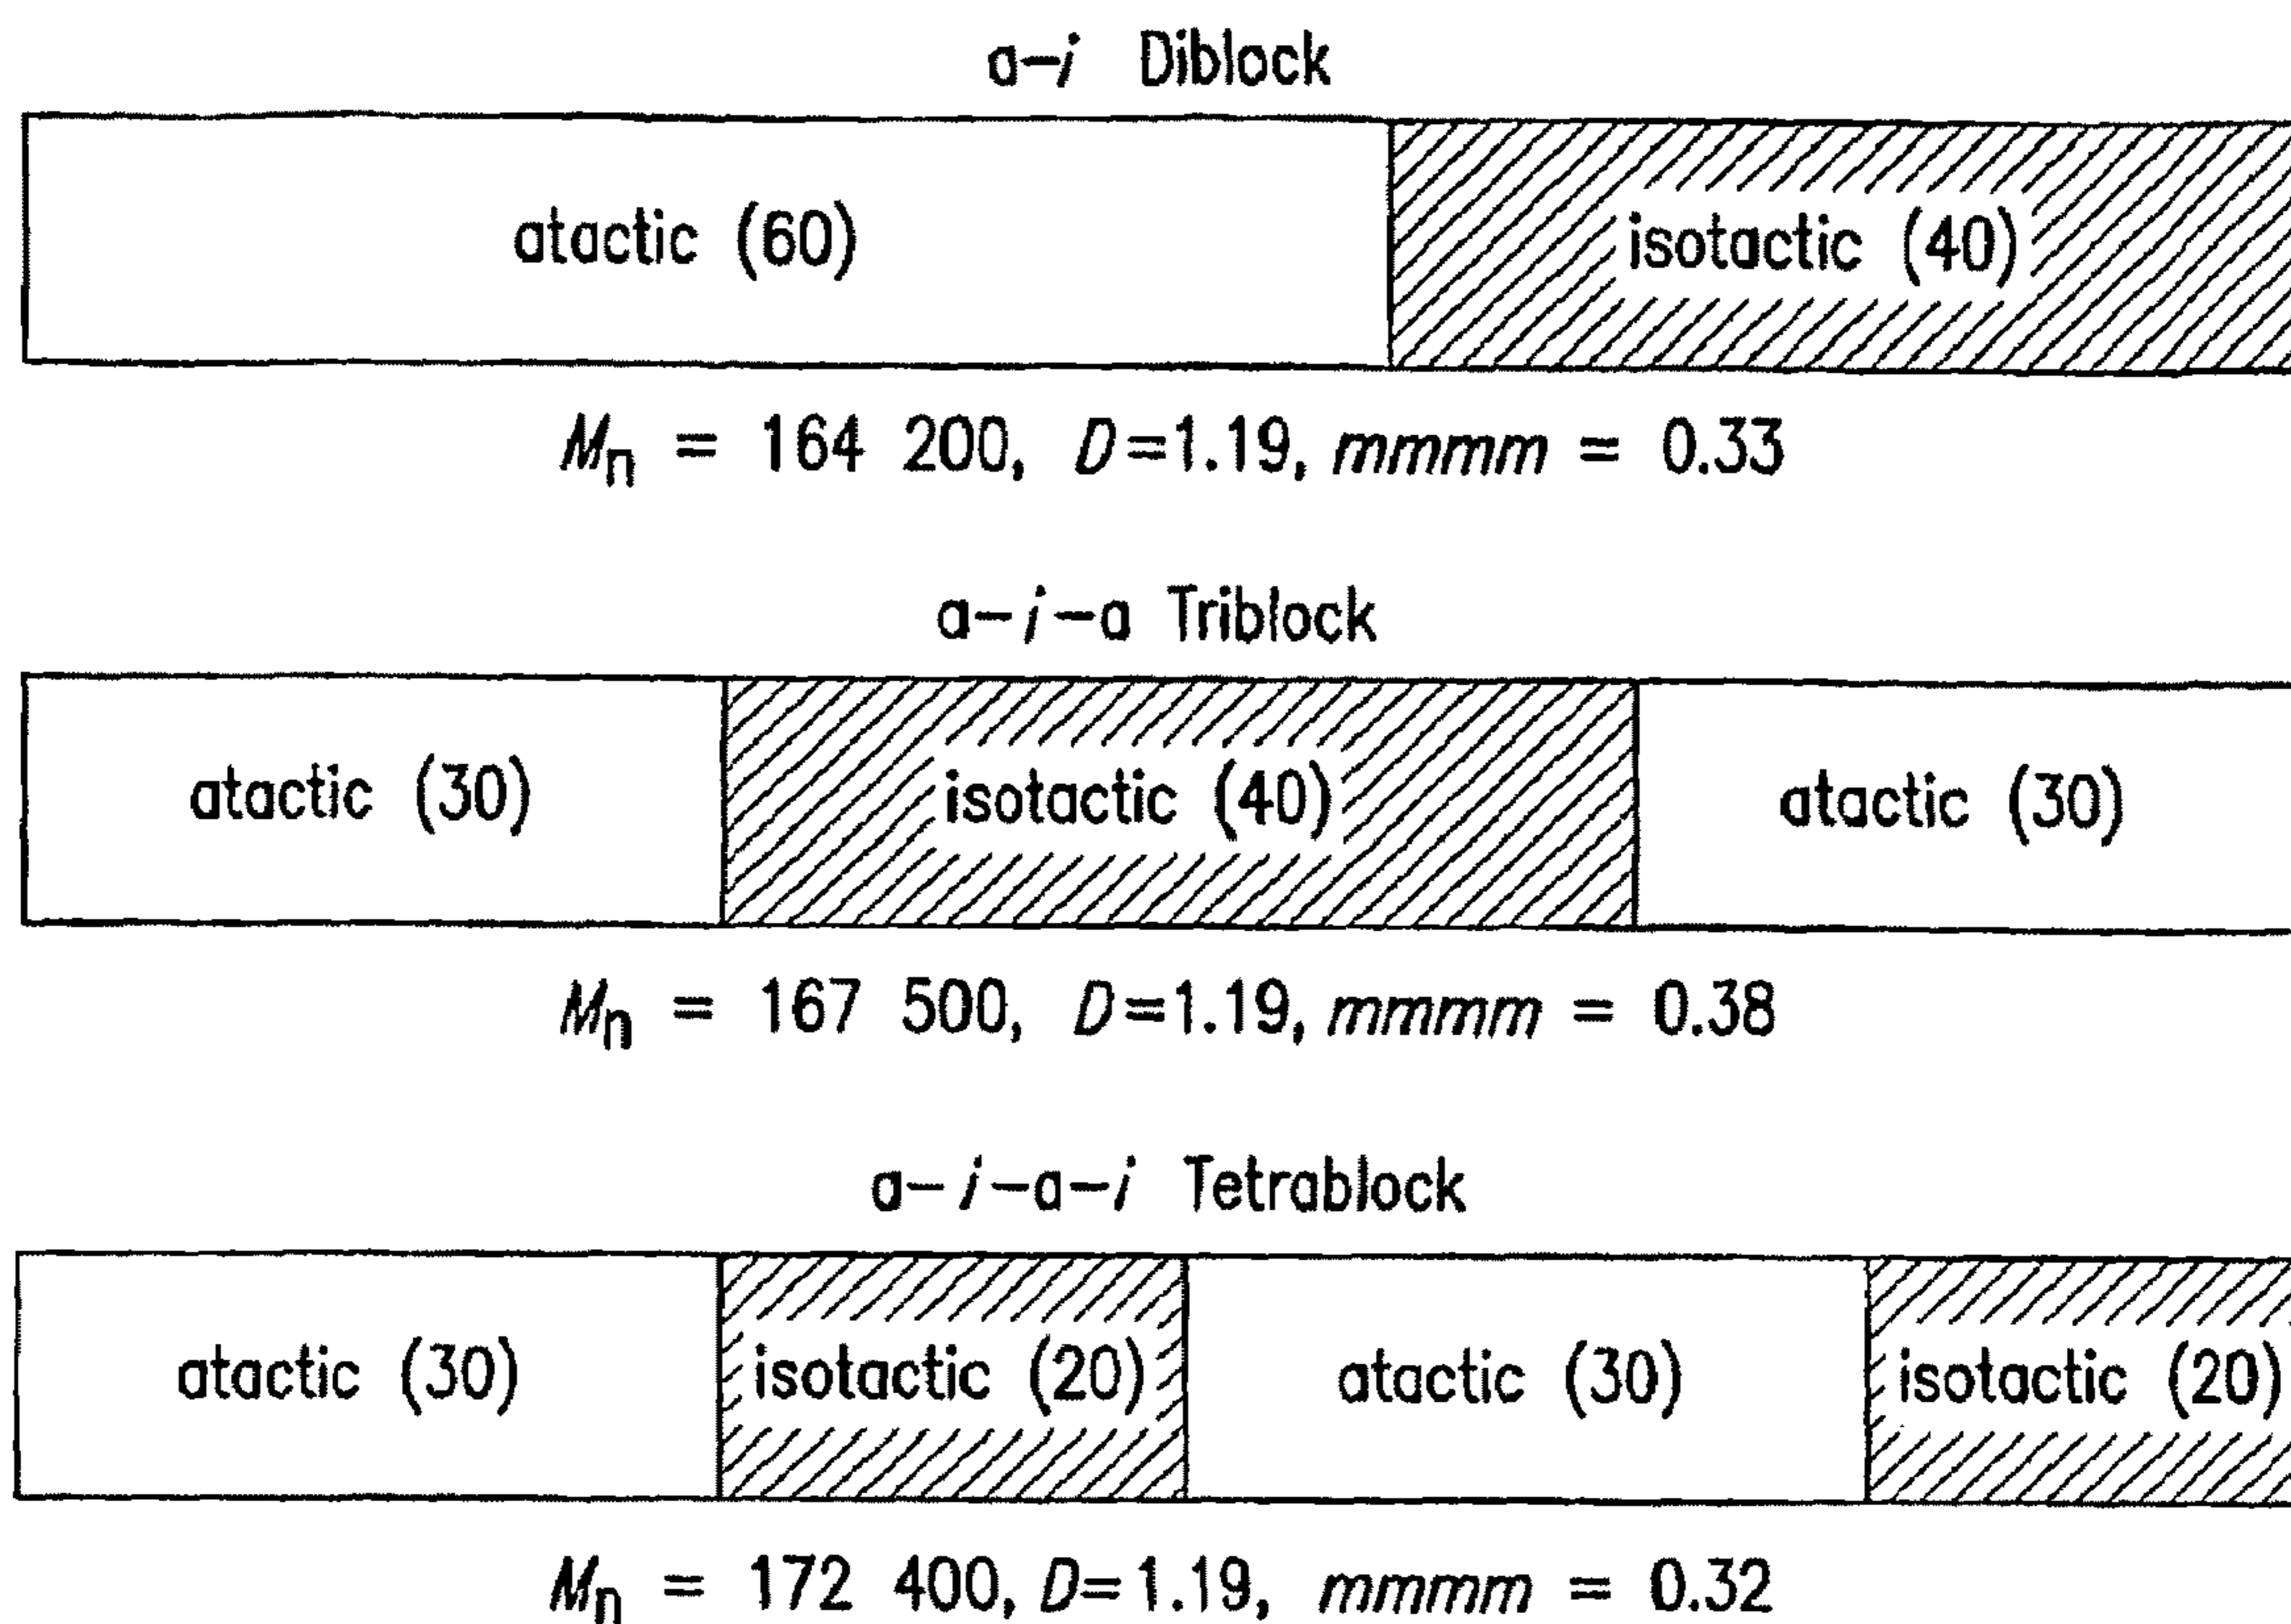 a-i Diblock
atactic (60) isotactic (40)
Mn = 164 200, D=1.19, mmmm = 0.33
a-i-a Triblock
atactic (30) isotactic (40) atactic (30)
Mn = 167 500, D=1.19, mmmm = 0.38
a-i-a-i Tetrablock
atactic (30) isotactic (20) atactic (30) isotactic (20)
Mn = 172 400, D=1.19, mmmm = 0.32